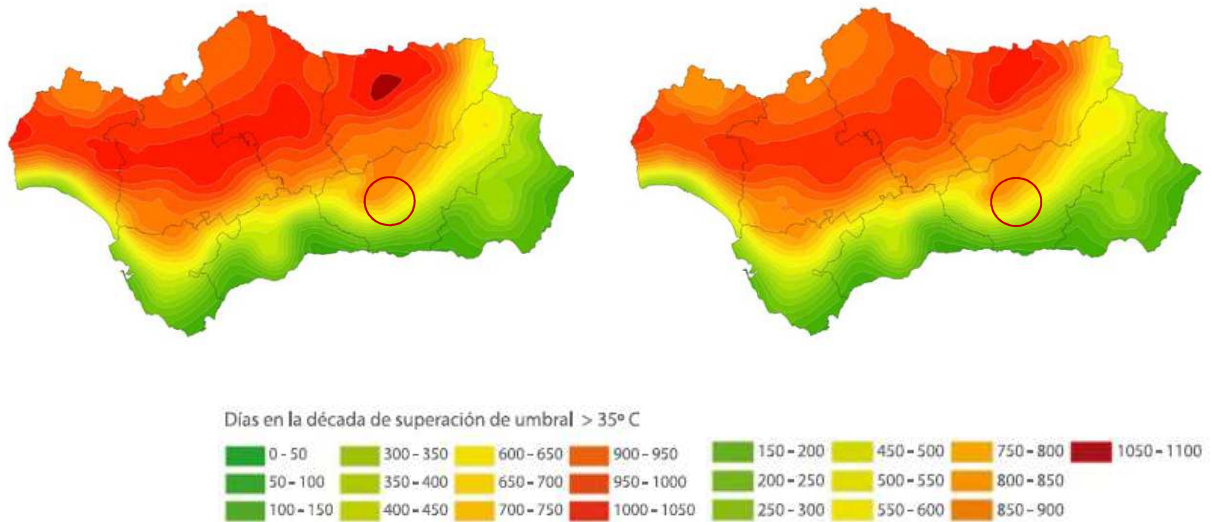 Días en la década de superación de umbral > 35º C
0 - 50 300 - 350 600 - 650 900 - 950 150 - 200 450 - 500 750 - 800 1050 - 1100
50 - 100 350 - 400 650 - 700 950 - 1000 200 - 250 500 - 550 800 - 850
100 - 150 400 - 450 700 - 750 1000 - 1050 250 - 300 550 - 600 850 - 900